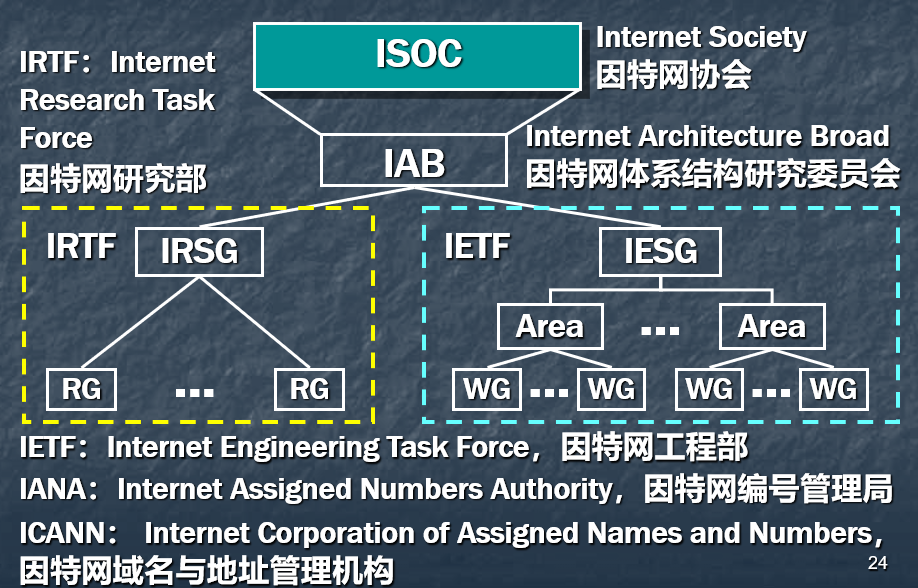 ISOC
Internet Society
因特网协会
IRTF：Internet
Research Task
Force
因特网研究部
IAB
Internet Architecture Broad
因特网体系结构研究委员会
IRTF
IRSG
RG
...
RG
IETF
IESG
Area
...
Area
WG
...
WG
WG
...
WG
IETF：Internet Engineering Task Force，因特网工程部
IANA：Internet Assigned Numbers Authority，因特网编号管理局
ICANN： Internet Corporation of Assigned Names and Numbers，
因特网域名与地址管理机构
24